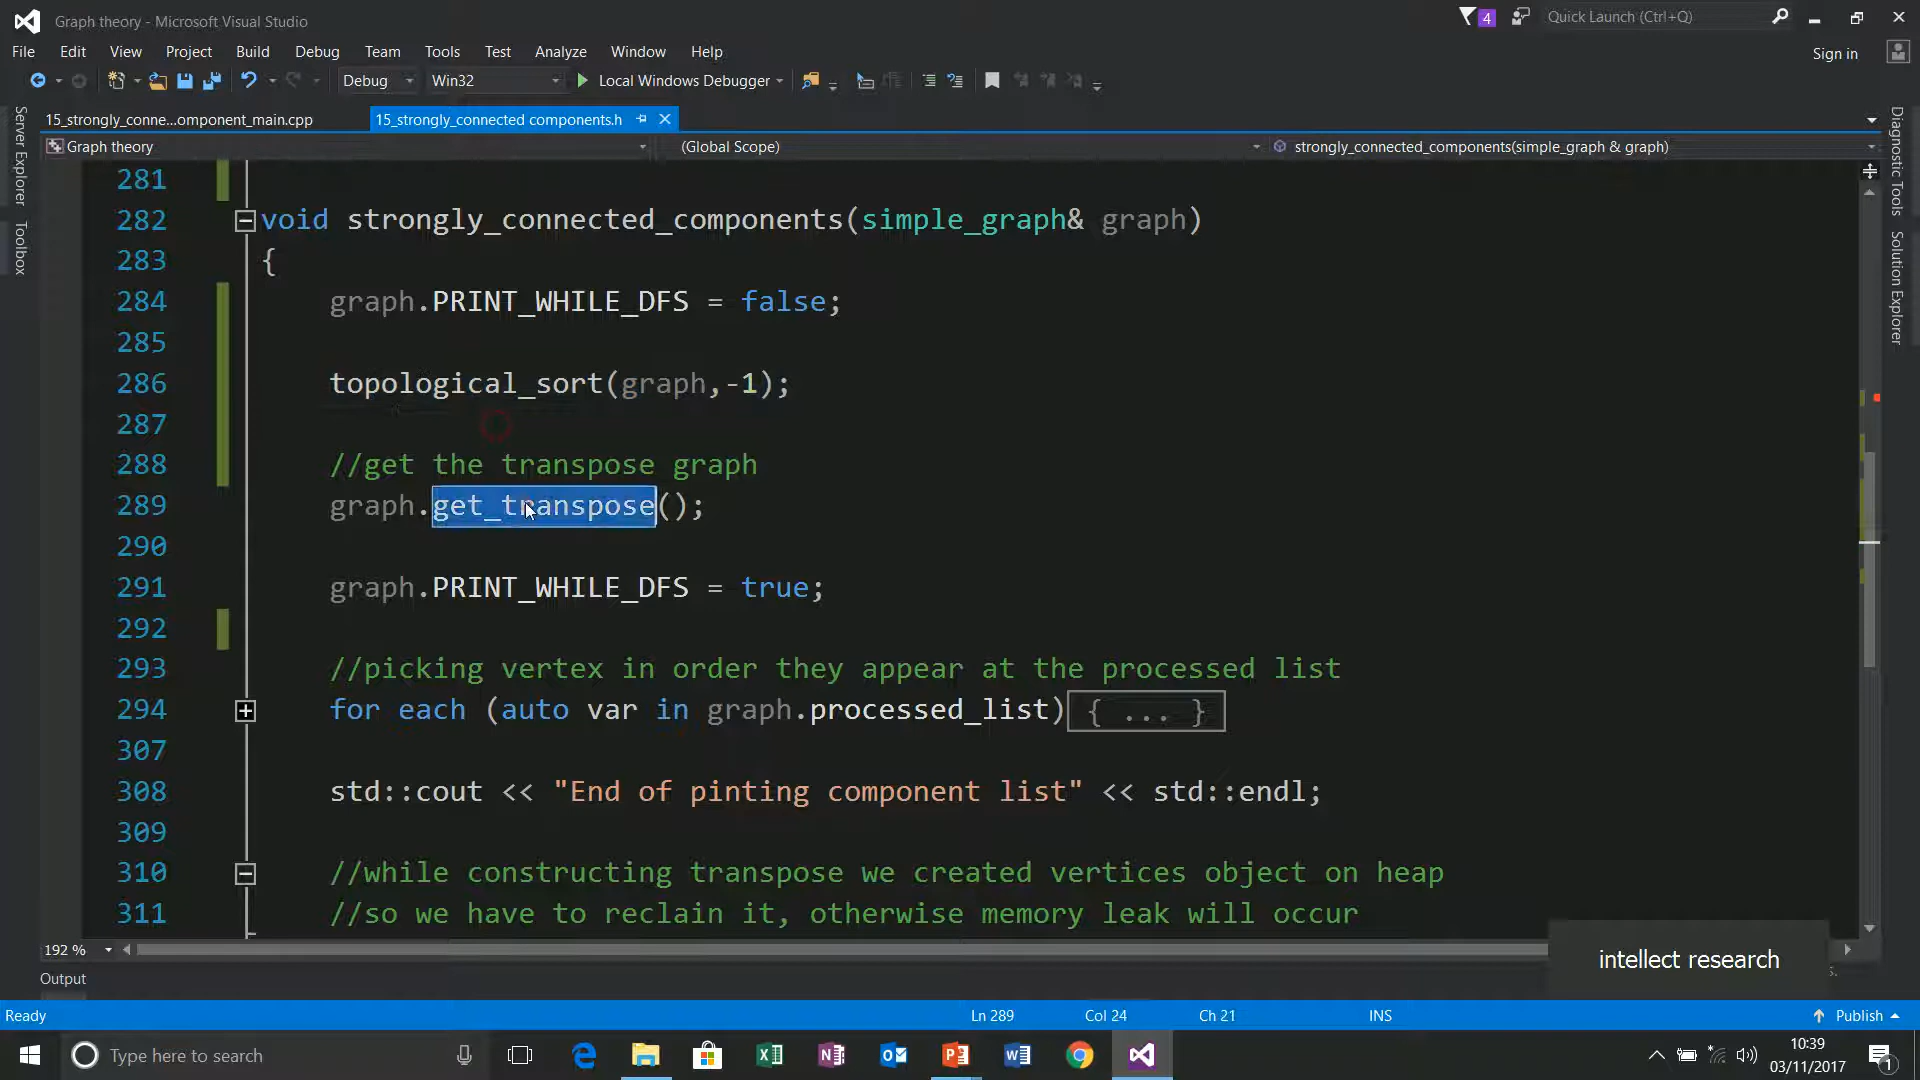 Graph theory - Microsoft Visual Studio
4
Quick Launch (Ctrl+Q)
File Edit View Project Build Debug Team Tools Test Analyze Window Help
Sign in
Debug Win32 Local Windows Debugger
Server Explorer
Toolbox
15_strongly_conne...omponent_main.cpp
15_strongly_connected components.h
Graph theory
(Global Scope)
strongly_connected_components(simple_graph & graph)
Diagnostic Tools
Solution Explorer
281
282 void strongly_connected_components(simple_graph& graph)
283 {
284 graph.PRINT_WHILE_DFS = false;
285
286 topological_sort(graph,-1);
287
288 //get the transpose graph
289 graph.get_transpose();
290
291 graph.PRINT_WHILE_DFS = true;
292
293 //picking vertex in order they appear at the processed list
294 for each (auto var in graph.processed_list){ ... }
307
308 std::cout << "End of pinting component list" << std::endl;
309
310 //while constructing transpose we created vertices object on heap
311 //so we have to reclain it, otherwise memory leak will occur
192 %
Output
intellect research
Ready
Ln 289 Col 24 Ch 21 INS
Publish
Type here to search
10:39
03/11/2017
1